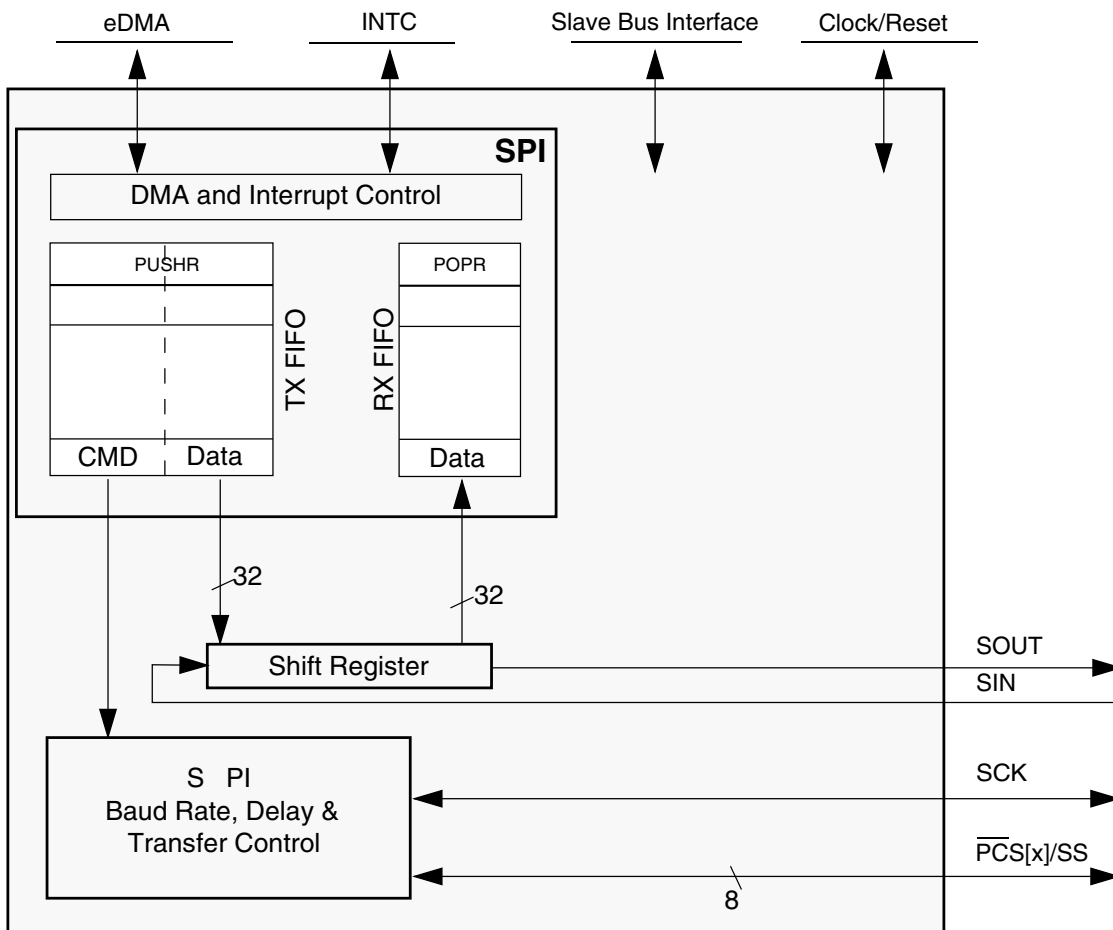 eDMA
INTC
Slave Bus Interface
Clock/Reset
SPI
DMA and Interrupt Control
PUSHR
POPR
TX FIFO
RX FIFO
CMD
Data
Data
32
32
Shift Register
SOUT
SIN
S PI
Baud Rate, Delay &
Transfer Control
SCK
PCS[x]/SS
8